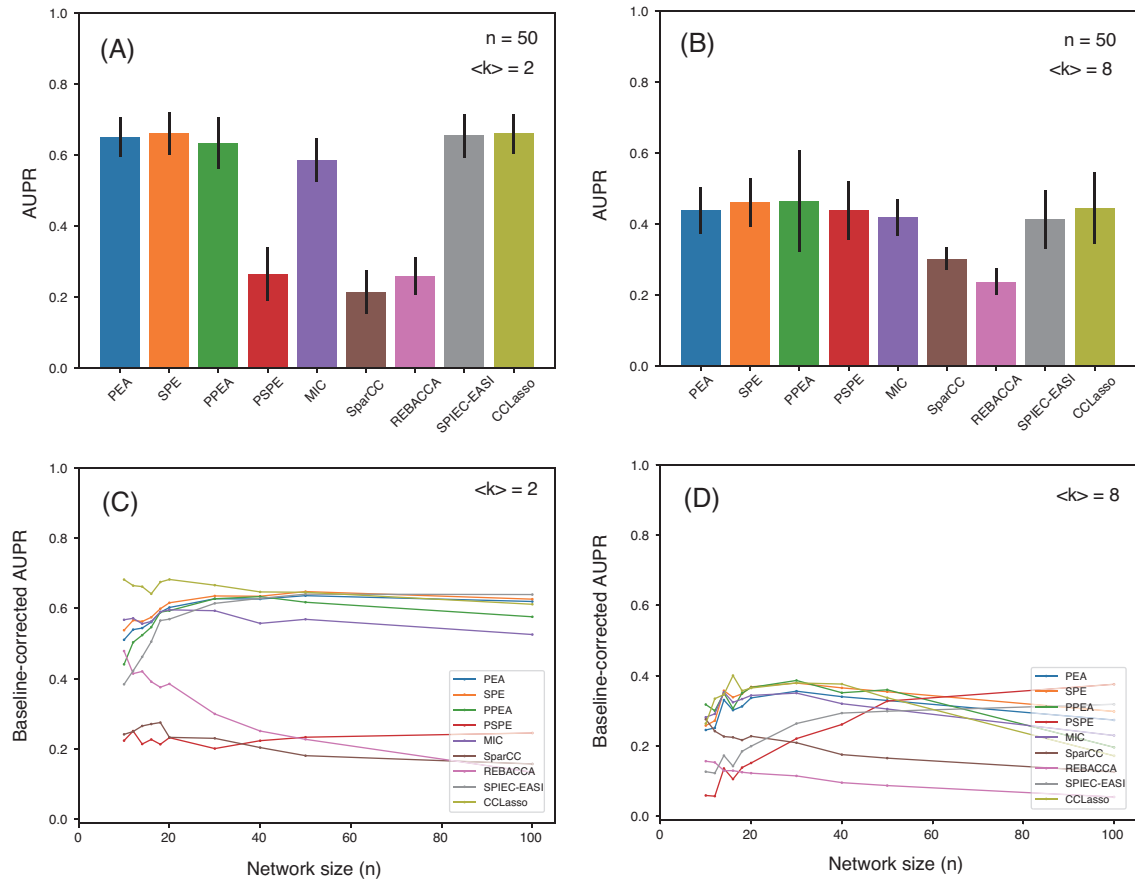 (A)
n = 50
<k> = 2
AUPR
1.0
0.8
0.6
0.4
0.2
0.0
PEA
SPE
PPEA
PSPE
MIC
SparCC
REBACCA
SPIEC-EASI
CCLasso
(B)
n = 50
<k> = 8
AUPR
1.0
0.8
0.6
0.4
0.2
0.0
PEA
SPE
PPEA
PSPE
MIC
SparCC
REBACCA
SPIEC-EASI
CCLasso
(C)
<k> = 2
Baseline-corrected AUPR
1.0
0.8
0.6
0.4
0.2
0.0
PEA
SPE
PPEA
PSPE
MIC
SparCC
REBACCA
SPIEC-EASI
CCLasso
0 20 40 60 80 100
Network size (n)
(D)
<k> = 8
Baseline-corrected AUPR
1.0
0.8
0.6
0.4
0.2
0.0
PEA
SPE
PPEA
PSPE
MIC
SparCC
REBACCA
SPIEC-EASI
CCLasso
0 20 40 60 80 100
Network size (n)